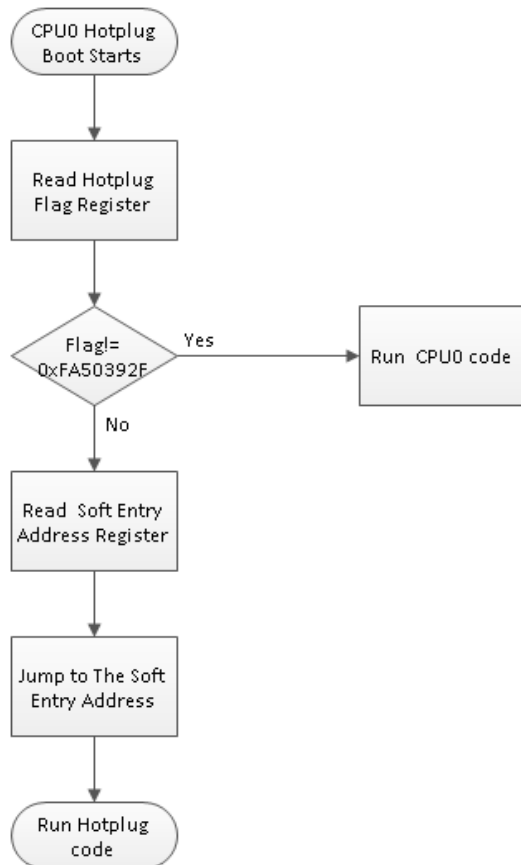 CPU0 Hotplug
Boot Starts
Read Hotplug
Flag Register
Flag!=
0xFA50392F
Yes
Run CPU0 code
No
Read Soft Entry
Address Register
Jump to The Soft
Entry Address
Run Hotplug
code